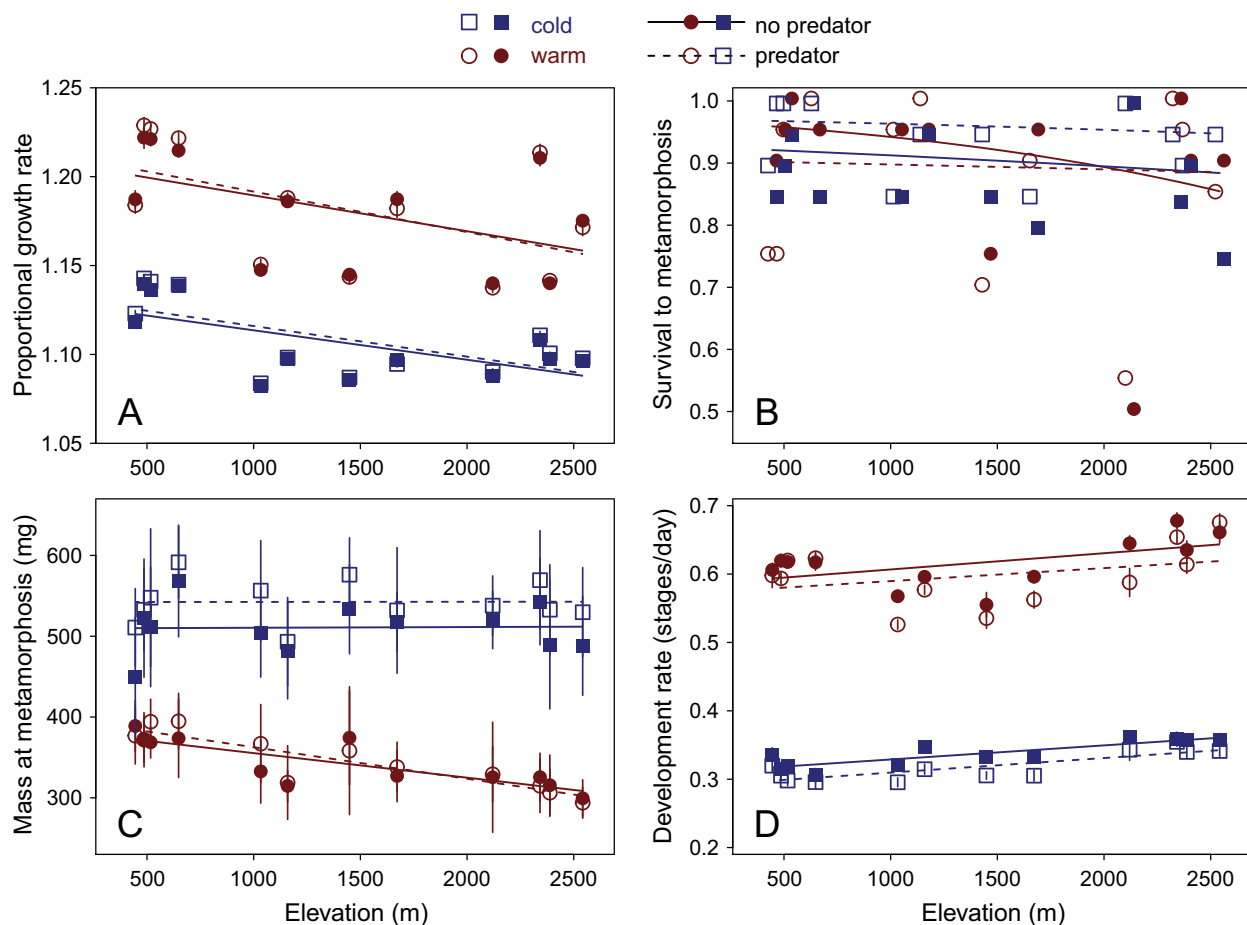 cold no predator
warm predator
1.25
1.20
1.15
1.10
1.05
Proportional growth rate
A
500 1000 1500 2000 2500
1.0
0.9
0.8
0.7
0.6
0.5
Survival to metamorphosis
B
500 1000 1500 2000 2500
600
500
400
300
Mass at metamorphosis (mg)
C
500 1000 1500 2000 2500
Elevation (m)
0.7
0.6
0.5
0.4
0.3
0.2
Development rate (stages/day)
D
500 1000 1500 2000 2500
Elevation (m)